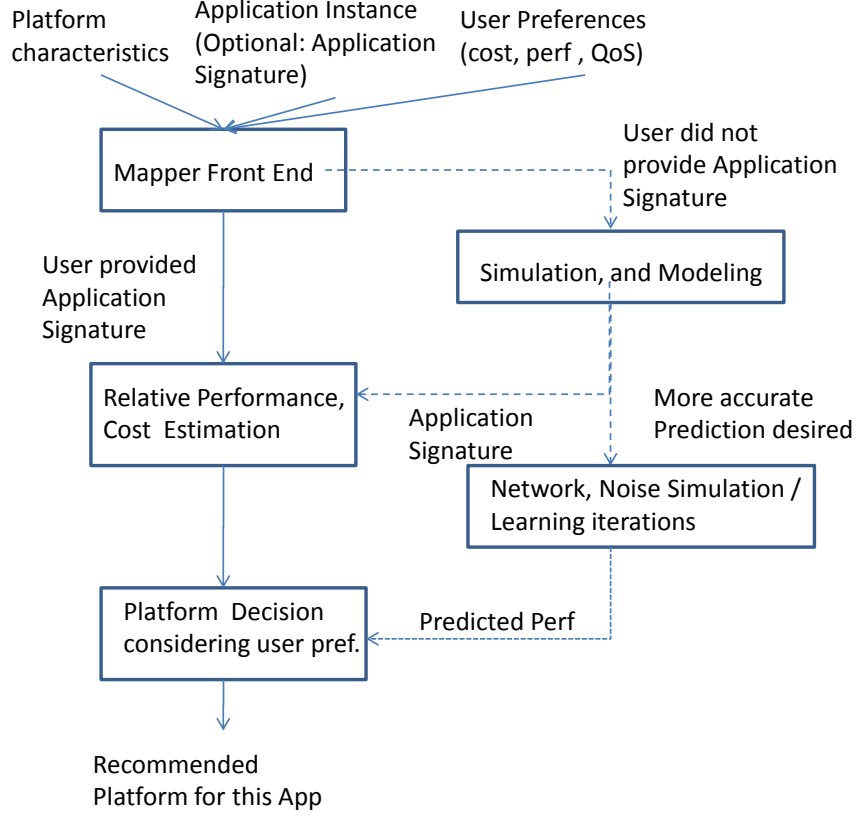 Platform
characteristics
Application Instance
(Optional: Application
Signature)
User Preferences
(cost, perf , QoS)
Mapper Front End
User did not
provide Application
Signature
User provided
Application
Signature
Simulation, and Modeling
Relative Performance,
Cost Estimation
Application
Signature
More accurate
Prediction desired
Network, Noise Simulation /
Learning iterations
Platform Decision
considering user pref.
Predicted Perf
Recommended
Platform for this App